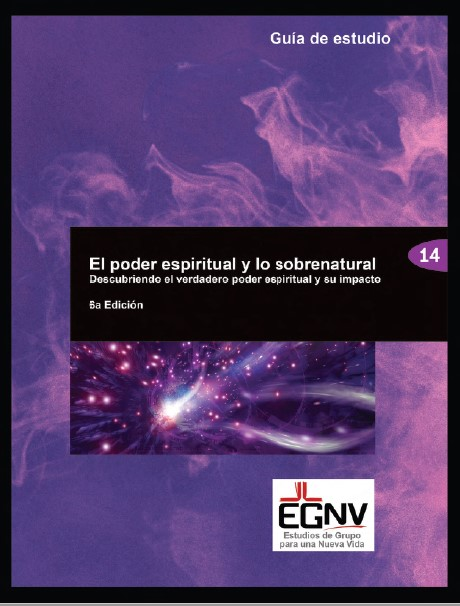 Guía de estudio
14
El poder espiritual y lo sobrenatural
Descubriendo el verdadero poder espiritual y su impacto
6a Edición
EGNV
Estudios de Grupo
para una Nueva Vida